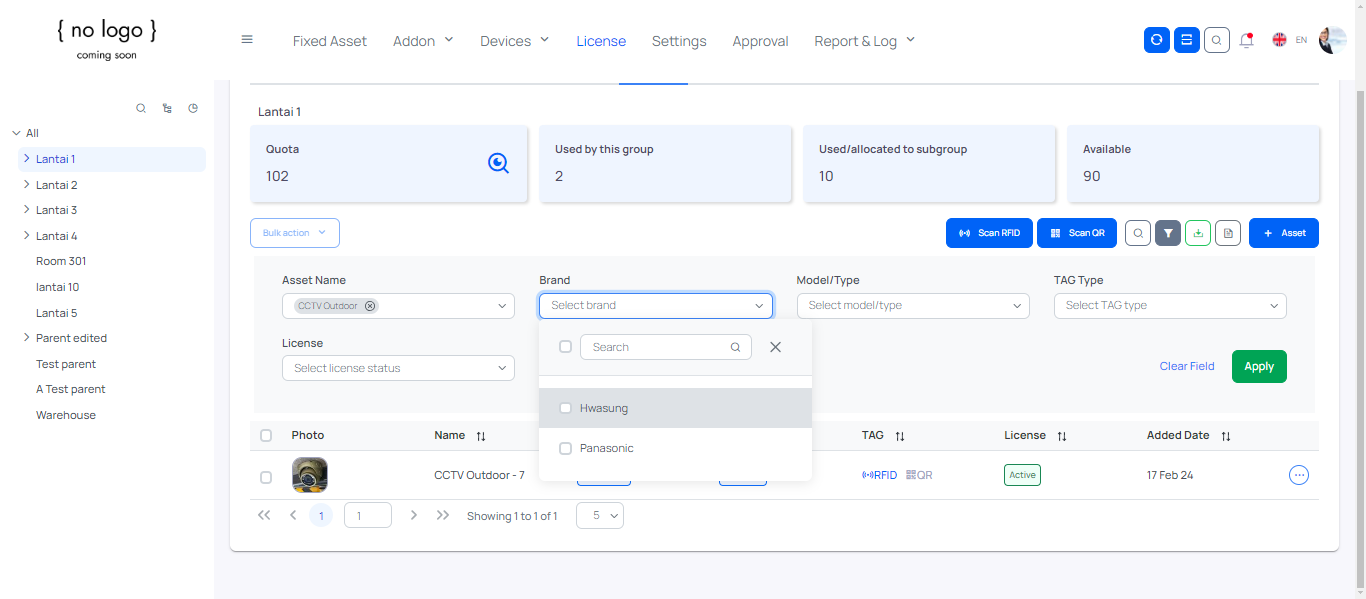 { no logo }
coming soon
Fixed Asset
Addon
Devices
License
Settings
Approval
Report & Log
EN
All
Lantai 1
Lantai 2
Lantai 3
Lantai 4
Room 301
lantai 10
Lantai 5
Parent edited
Test parent
A Test parent
Warehouse
Lantai 1
Quota
102
Used by this group
2
Used/allocated to subgroup
10
Available
90
Bulk action
Scan RFID
Scan QR
+ Asset
Asset Name
CCTV Outdoor
Brand
Select brand
Model/Type
Select model/type
TAG Type
Select TAG type
License
Select license status
Search
Hwasung
Panasonic
Clear Field
Apply
Photo
Name
TAG
License
Added Date
CCTV Outdoor - 7
RFID
QR
Active
17 Feb 24
1
1
Showing 1 to 1 of 1
5